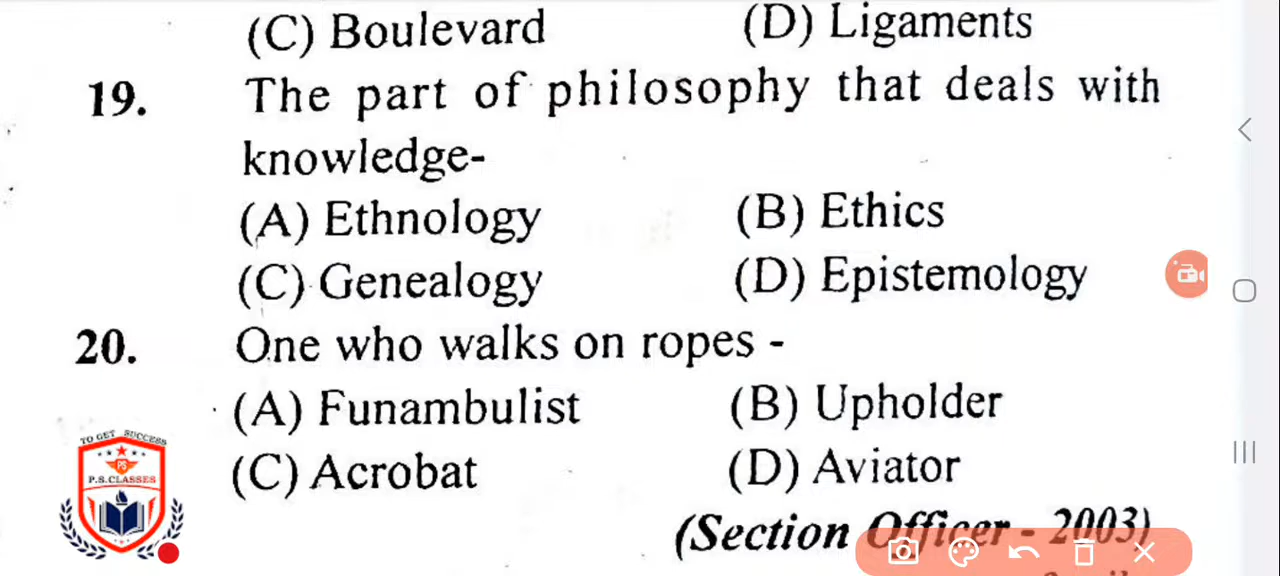 (C) Boulevard (D) Ligaments
19. The part of philosophy that deals with
knowledge-
(A) Ethnology (B) Ethics
(C) Genealogy (D) Epistemology
20. One who walks on ropes -
(A) Funambulist (B) Upholder
(C) Acrobat (D) Aviator
(Section Officer - 2003)
TO GET SUCCESS
PS
P.S.CLASSES